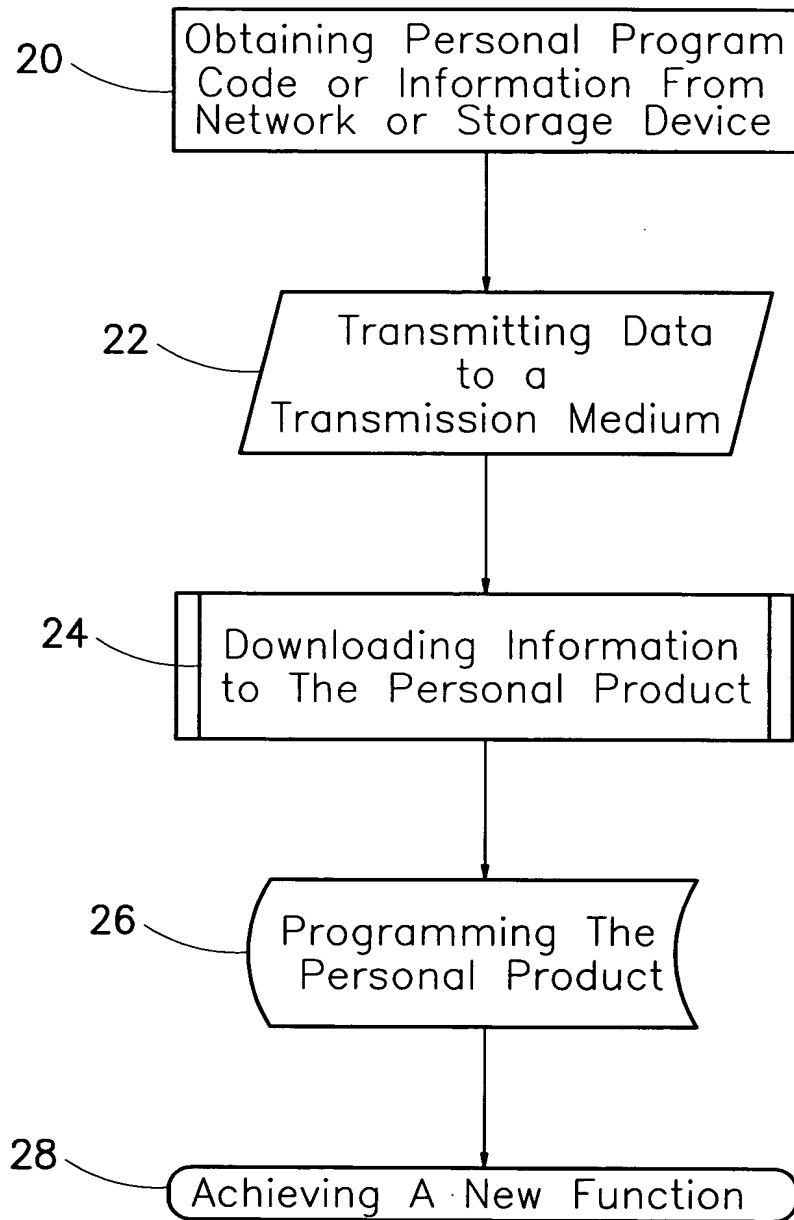 20
Obtaining Personal Program
Code or Information From
Network or Storage Device
22
Transmitting Data
to a
Transmission Medium
24
Downloading Information
to The Personal Product
26
Programming The
Personal Product
28
Achieving A New Function